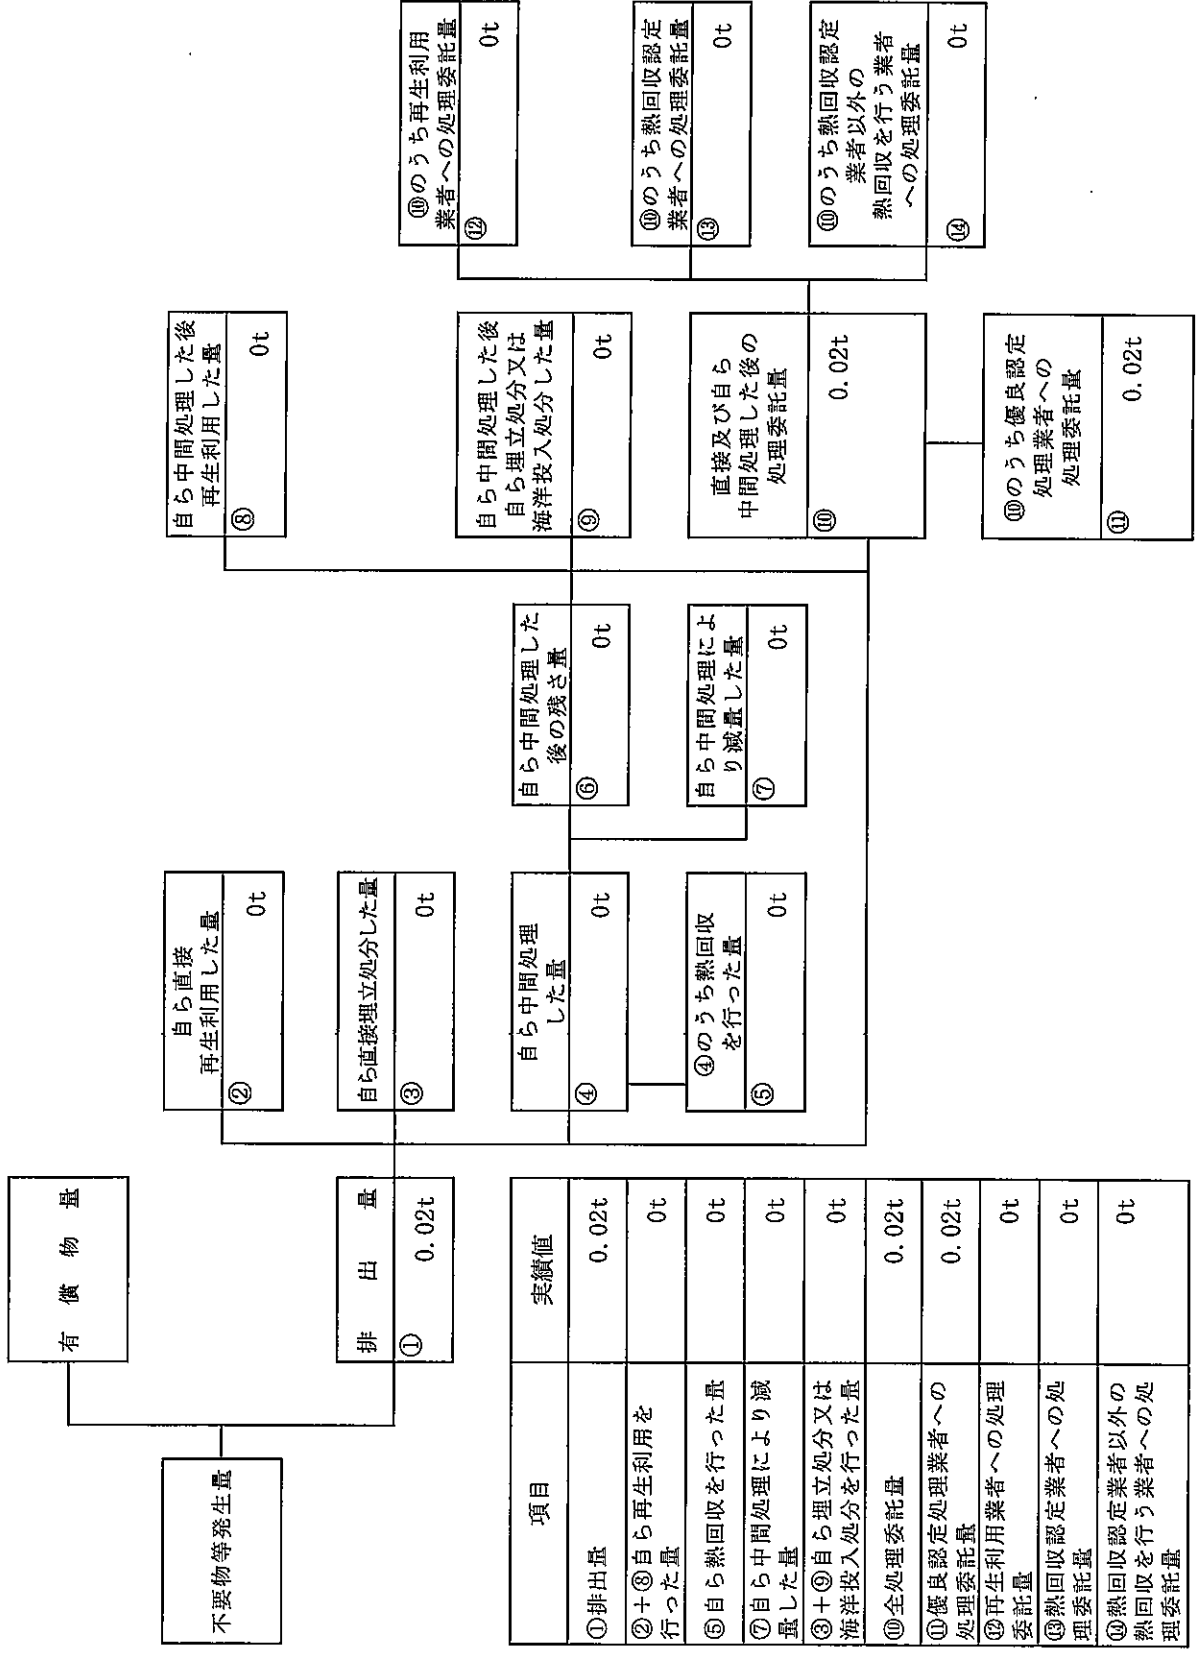 不要物等発生量
有償物量
排出量
① 0.02t
自ら直接
再生利用した量
② 0t
自ら直接埋立処分した量
③ 0t
自ら中間処理
した量
④ 0t
④のうち熱回収
を行った量
⑤ 0t
自ら中間処理した
後の残さ量
⑥ 0t
自ら中間処理によ
り減量した量
⑦ 0t
自ら中間処理した後
再生利用した量
⑧ 0t
自ら中間処理した後
自ら埋立処分又は
海洋投入処分した量
⑨ 0t
直接及び自ら
中間処理した後の
処理委託量
⑩ 0.02t
⑩のうち優良認定
処理業者への
処理委託量
⑪ 0.02t
⑩のうち再生利用
業者への処理委託量
⑫ 0t
⑩のうち熱回収認定
業者への処理委託量
⑬ 0t
⑩のうち熱回収認定
業者以外の
熱回収を行う業者
への処理委託量
⑭ 0t
項目 実績値
①排出量 0.02t
②+⑧自ら再生利用を
行った量 0t
⑤自ら熱回収を行った量 0t
⑦自ら中間処理により減
量した量 0t
③+⑨自ら埋立処分又は
海洋投入処分を行った量 0t
⑩全処理委託量 0.02t
⑪優良認定処理業者への
処理委託量 0.02t
⑫再生利用業者への処理
委託量 0t
⑬熱回収認定業者への処
理委託量 0t
⑭熱回収認定業者以外の
熱回収を行う業者への処
理委託量 0t